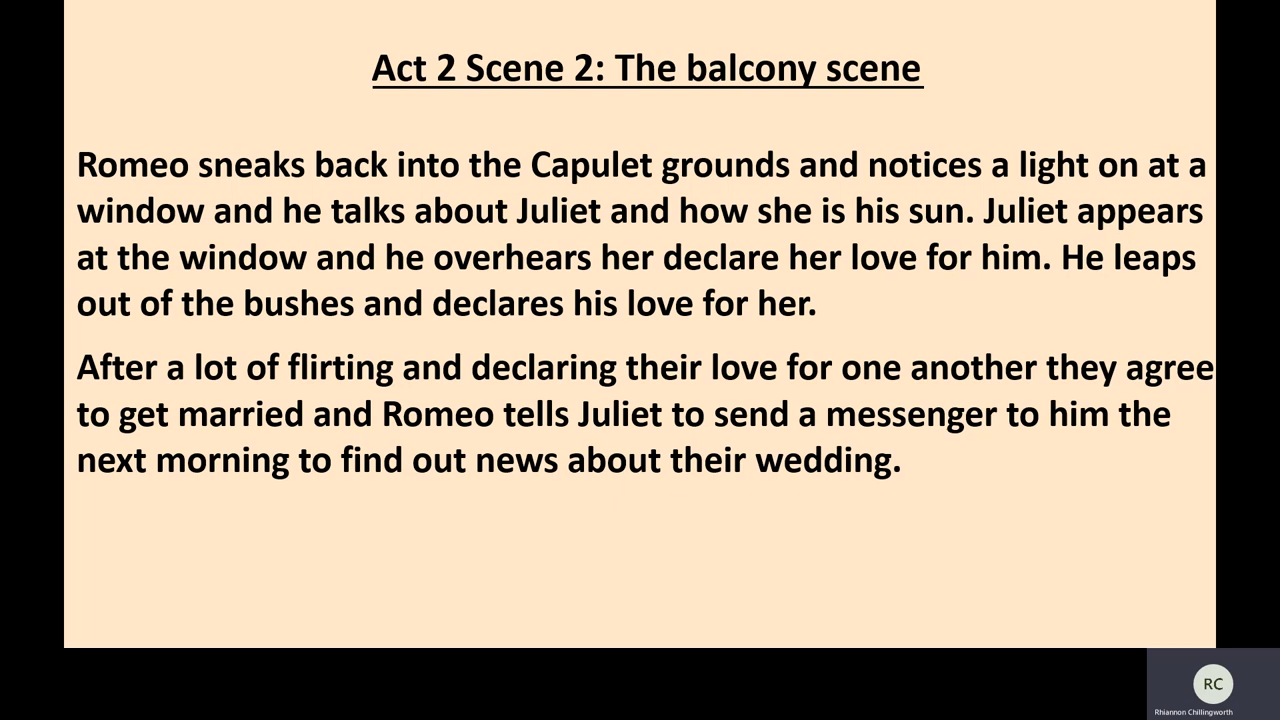 Act 2 Scene 2: The balcony scene
Romeo sneaks back into the Capulet grounds and notices a light on at a
window and he talks about Juliet and how she is his sun. Juliet appears
at the window and he overhears her declare her love for him. He leaps
out of the bushes and declares his love for her.
After a lot of flirting and declaring their love for one another they agree
to get married and Romeo tells Juliet to send a messenger to him the
next morning to find out news about their wedding.
RC
Rhiannon Chillingworth